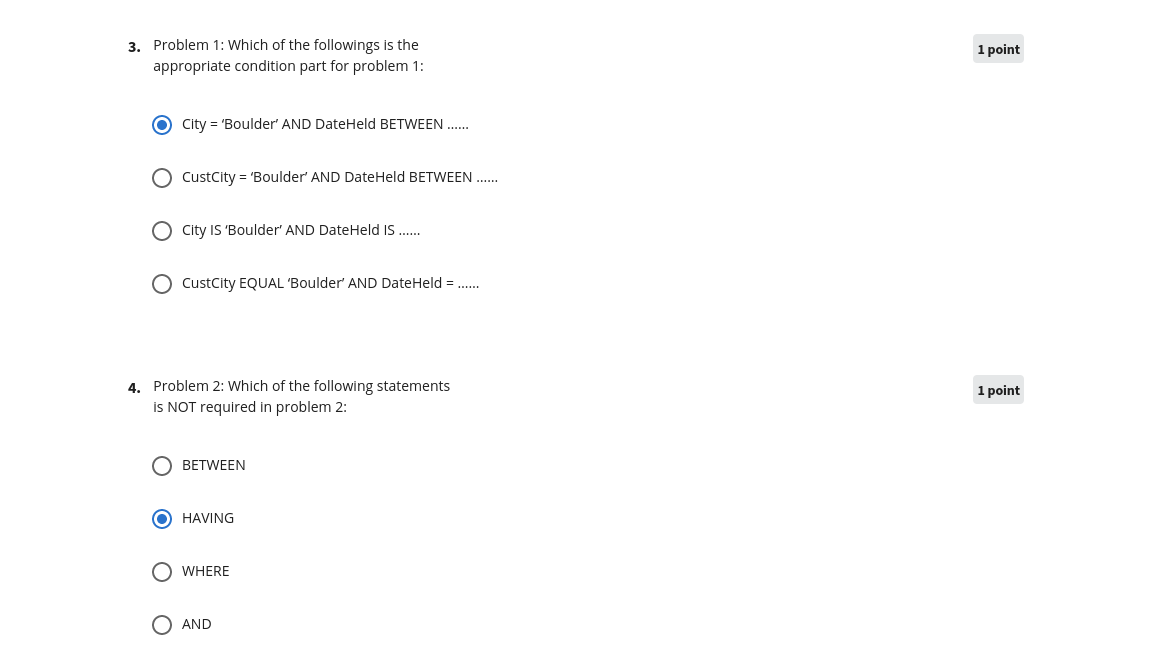 3. Problem 1: Which of the followings is the
appropriate condition part for problem 1:
1 point
City = ‘Boulder’ AND DateHeld BETWEEN ......
CustCity = ‘Boulder’ AND DateHeld BETWEEN ......
City IS ‘Boulder’ AND DateHeld IS ......
CustCity EQUAL ‘Boulder’ AND DateHeld = ......
4. Problem 2: Which of the following statements
is NOT required in problem 2:
1 point
BETWEEN
HAVING
WHERE
AND